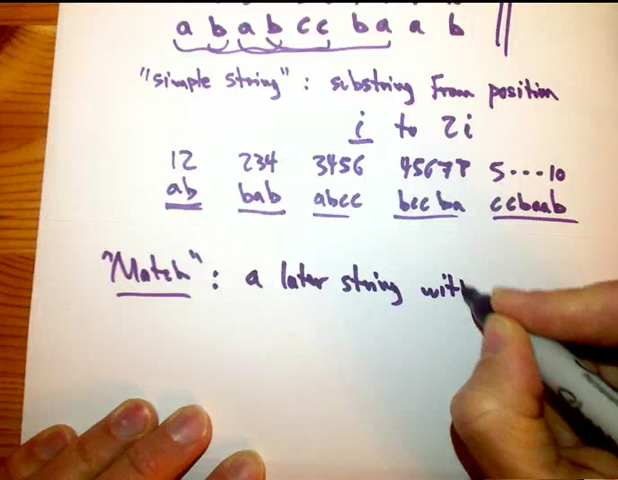 a b a b c c b a a b
"simple string" : substring from position
i to 2i
12 234 3456 45678 5....10
ab bab abcc bccba ccbaab
"Match" : a later string with